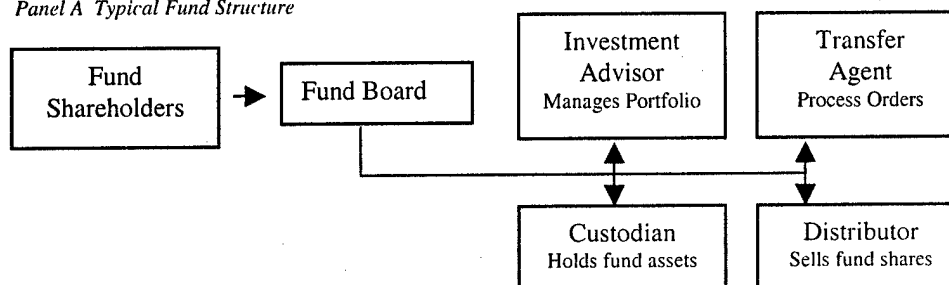 Panel A Typical Fund Structure
Fund
Shareholders
Fund Board
Investment
Advisor
Manages Portfolio
Transfer
Agent
Process Orders
Custodian
Holds fund assets
Distributor
Sells fund shares